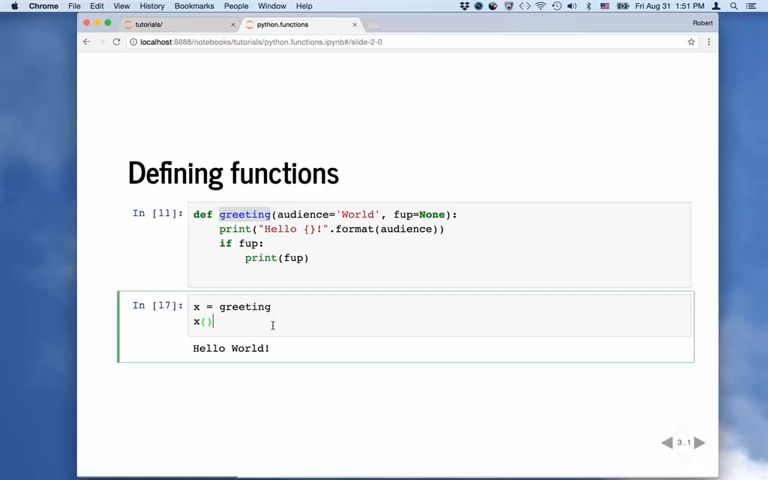 Chrome File Edit View History Bookmarks People Window Help Fri Aug 31 1:51 PM
tutorials/ python.functions Robert
localhost:8888/notebooks/tutorials/python.functions.ipynb#/slide-2-0
Defining functions
In [11]: def greeting(audience='World', fup=None):
print("Hello {}!".format(audience))
if fup:
print(fup)
In [17]: x = greeting
x()
Hello World!
3.1